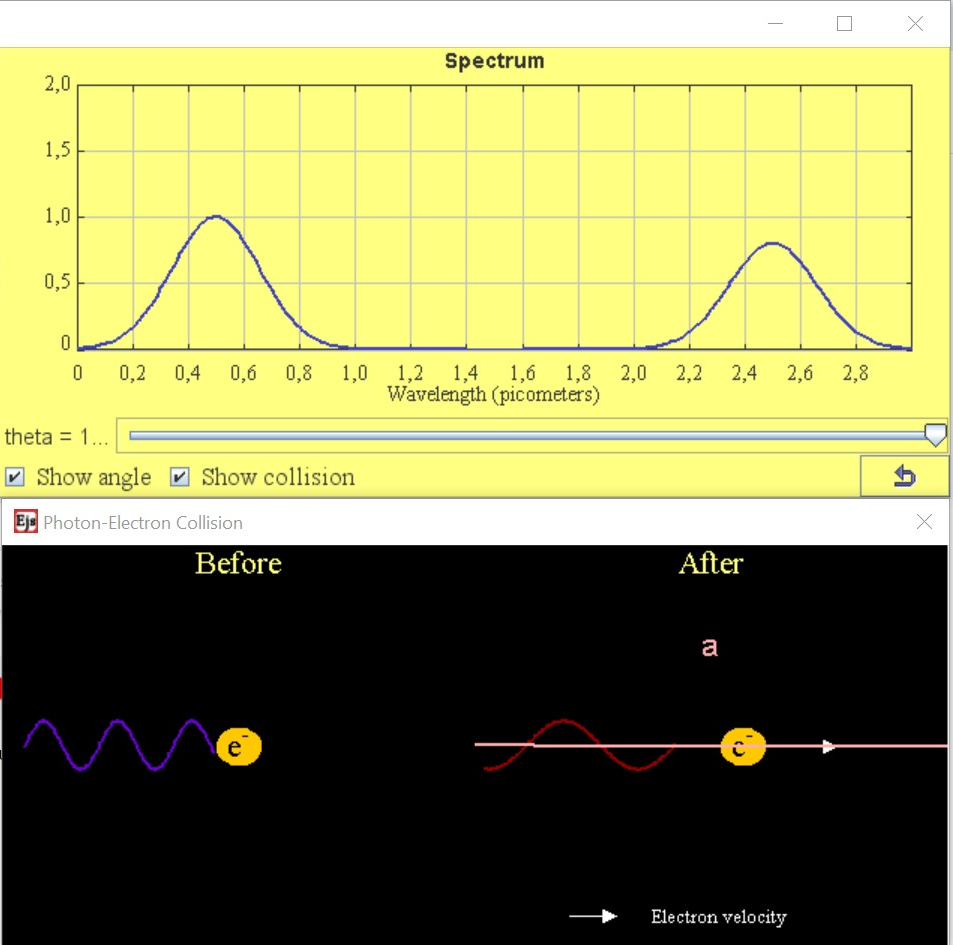 Spectrum
2,0
1,5
1,0
0,5
0
0 0,2 0,4 0,6 0,8 1,0 1,2 1,4 1,6 1,8 2,0 2,2 2,4 2,6 2,8
Wavelength (picometers)
theta = 1...
Show angle Show collision
Ejs Photon-Electron Collision
Before After
a
e- e-
Electron velocity